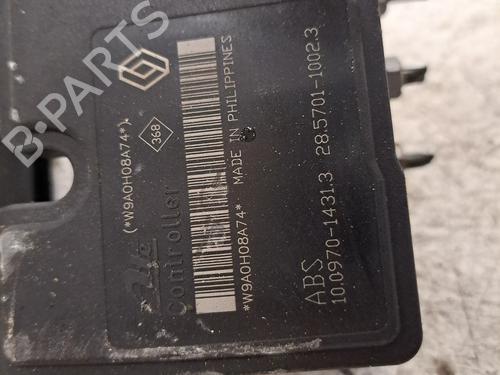 B-PARTS
(*W9A0H08A74*)
368
Ate
Controller
*W9A0H08A74* MADE IN PHILIPPINES
ABS
10.0970-1431.3 28.5701-1002.3